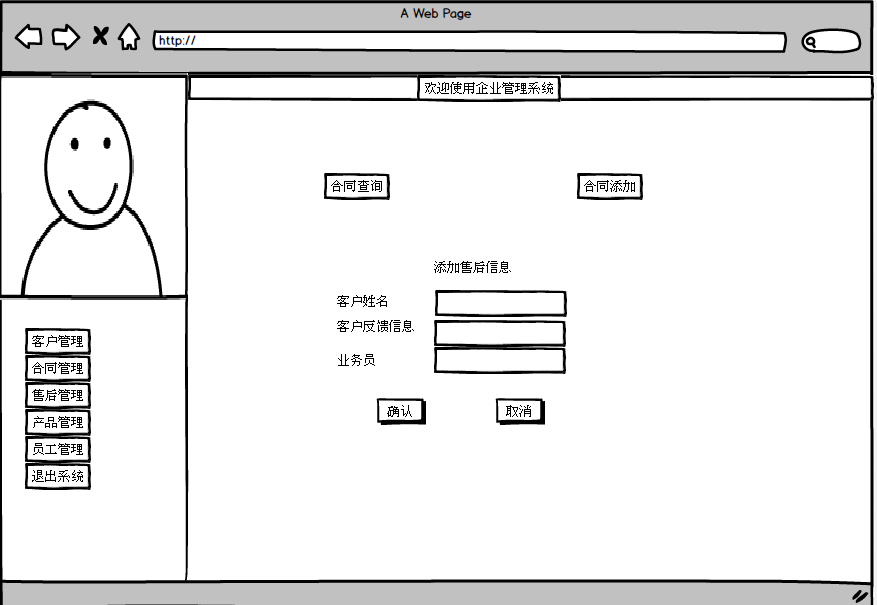 A Web Page
http://
欢迎使用企业管理系统
合同查询
合同添加
添加售后信息
客户姓名
客户反馈信息
业务员
确认
取消
客户管理
合同管理
售后管理
产品管理
员工管理
退出系统